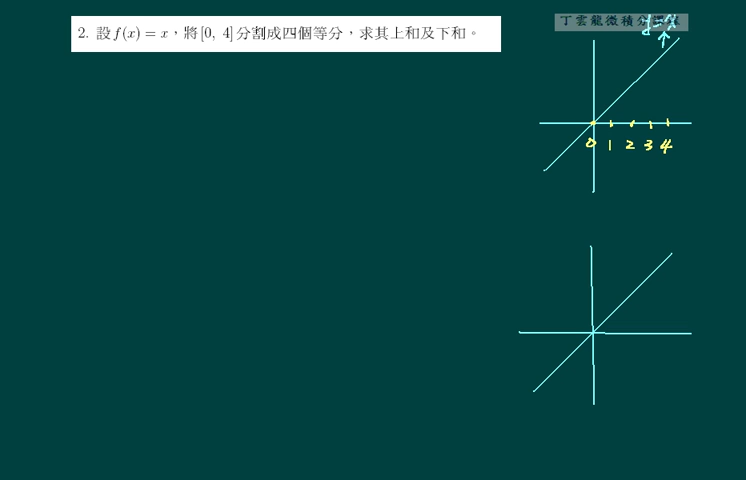 2. 設 f(x) = x，將 [0, 4] 分割成四個等分，求其上和及下和。
丁雲龍微積分
y=x
0 1 2 3 4